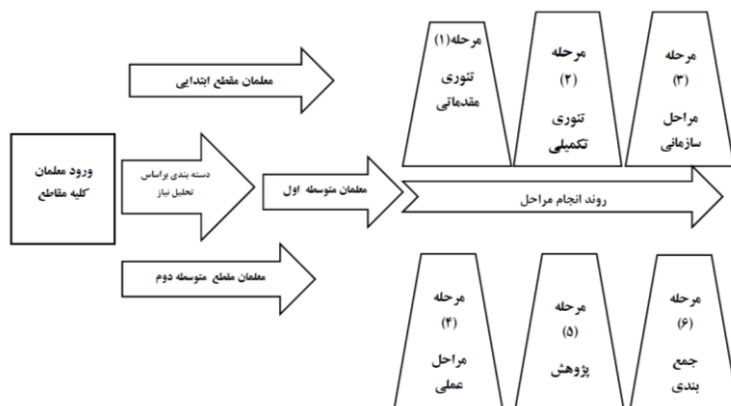 معلمان مقطع ابتدایی
ورود معلمان
کلیه مقاطع
دسته بندی براساس
تحلیل نیاز
معلمان متوسطه اول
معلمان مقطع متوسطه دوم
مرحله(۱)
تئوری
مقدماتی
مرحله
(۲)
تئوری
تکمیلی
مرحله
(۳)
مراحل
سازمانی
روند انجام مراحل
مرحله
(۴)
مراحل
عملی
مرحله
(۵)
پژوهش
مرحله
(۶)
جمع
بندی